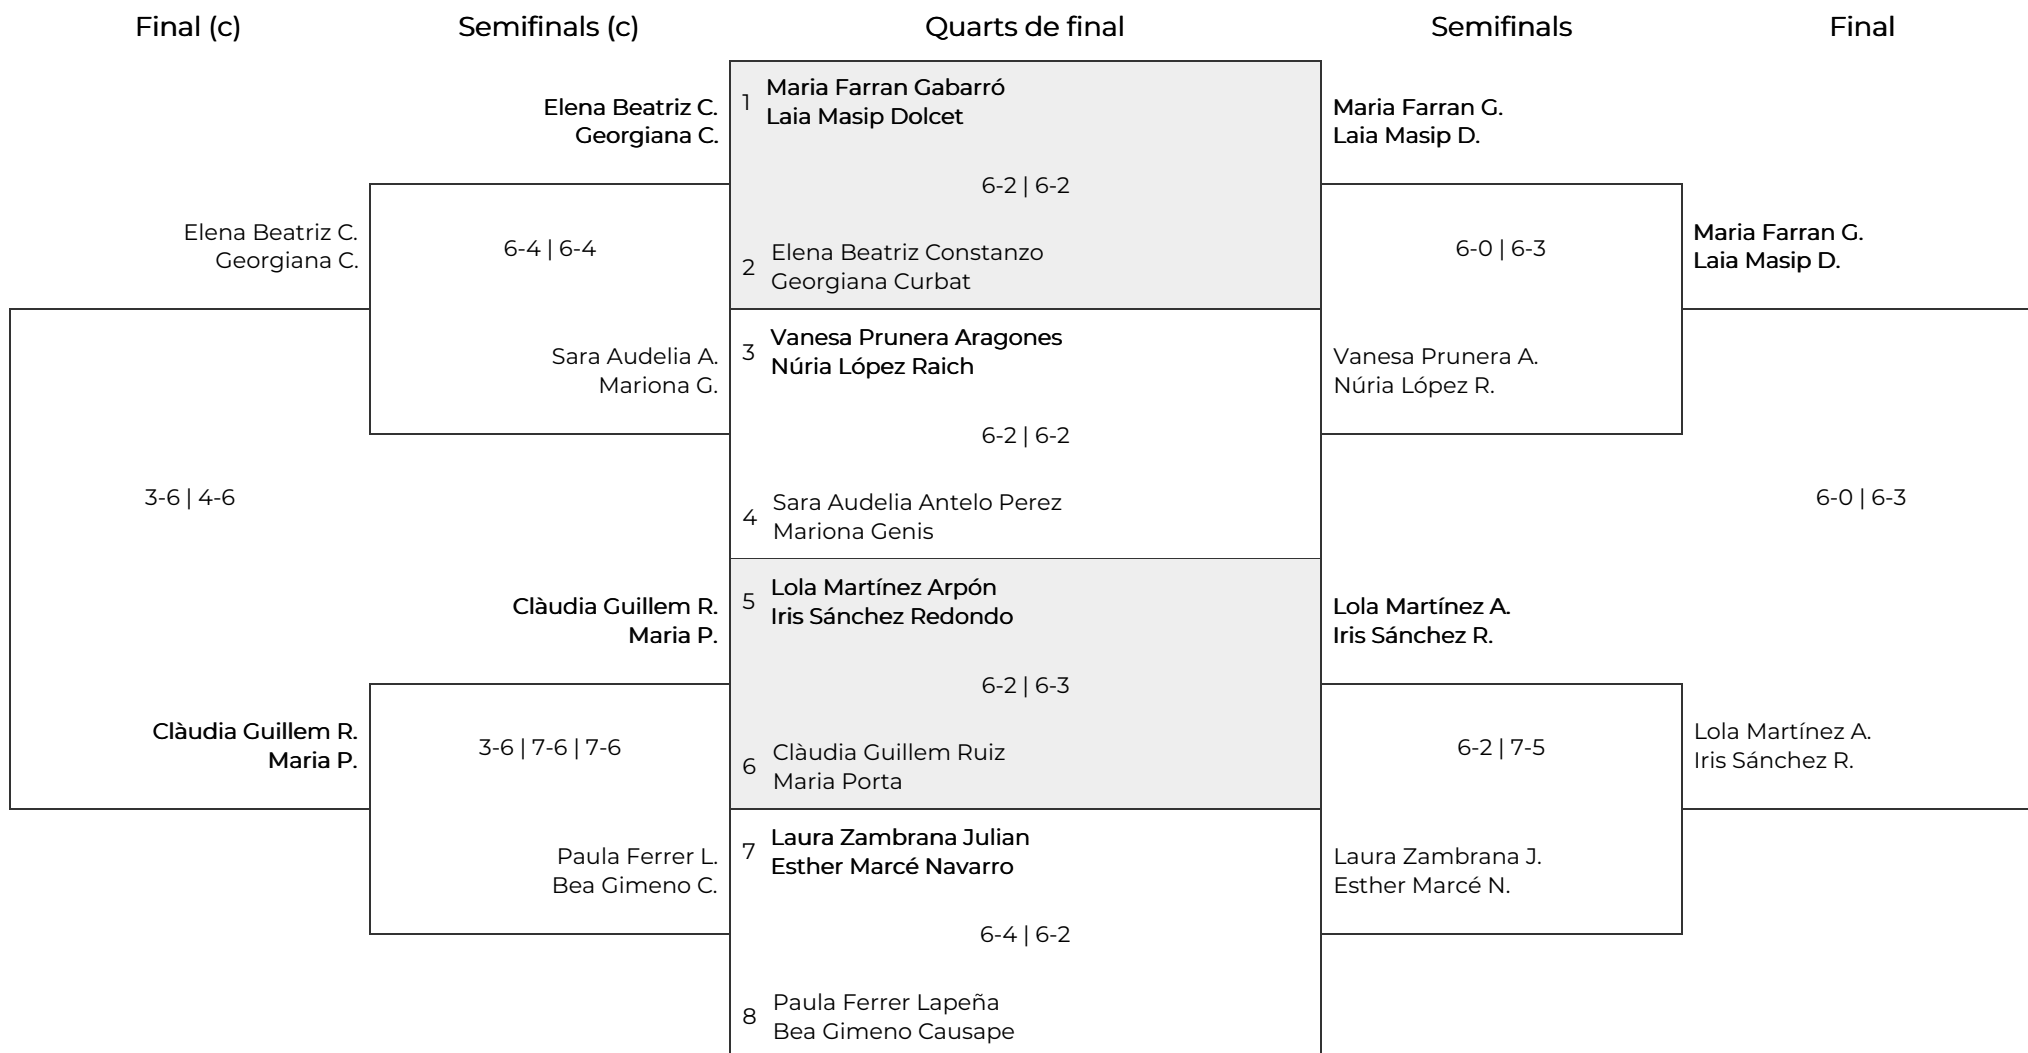 Final (c)
Semifinals (c)
Quarts de final
Semifinals
Final
Elena Beatriz C.
Georgiana C.
6-4 | 6-4
Sara Audelia A.
Mariona G.
Elena Beatriz C.
Georgiana C.
3-6 | 4-6
Clàudia Guillem R.
Maria P.
Clàudia Guillem R.
Maria P.
3-6 | 7-6 | 7-6
Paula Ferrer L.
Bea Gimeno C.
1 Maria Farran Gabarró
Laia Masip Dolcet
6-2 | 6-2
2 Elena Beatriz Constanzo
Georgiana Curbat
3 Vanesa Prunera Aragones
Núria López Raich
6-2 | 6-2
4 Sara Audelia Antelo Perez
Mariona Genis
5 Lola Martínez Arpón
Iris Sánchez Redondo
6-2 | 6-3
6 Clàudia Guillem Ruiz
Maria Porta
7 Laura Zambrana Julian
Esther Marcé Navarro
6-4 | 6-2
8 Paula Ferrer Lapeña
Bea Gimeno Causape
Maria Farran G.
Laia Masip D.
6-0 | 6-3
Vanesa Prunera A.
Núria López R.
Lola Martínez A.
Iris Sánchez R.
6-2 | 7-5
Laura Zambrana J.
Esther Marcé N.
Maria Farran G.
Laia Masip D.
6-0 | 6-3
Lola Martínez A.
Iris Sánchez R.